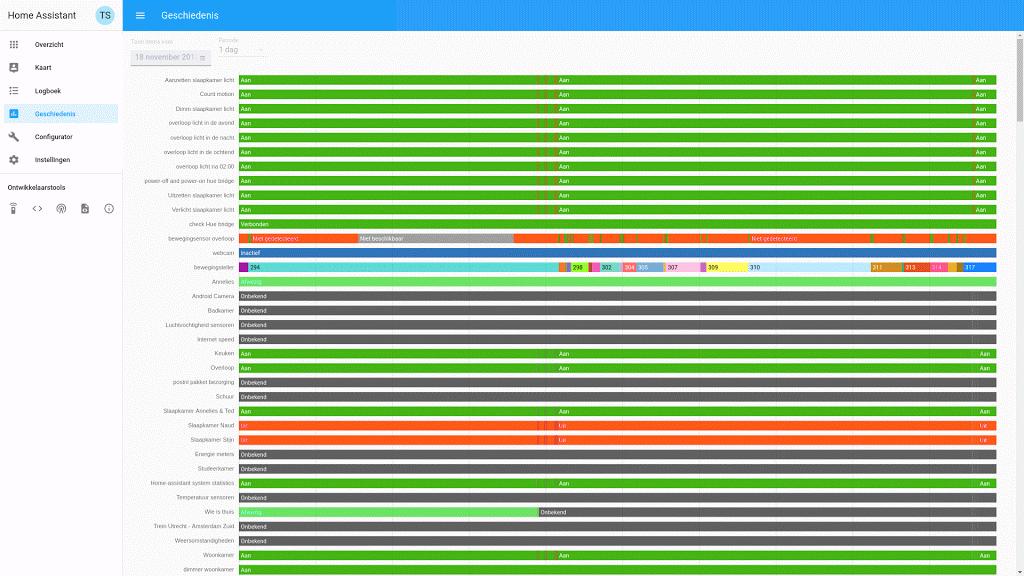 Home Assistant
TS
Geschiedenis
Overzicht
Kaart
Logboek
Geschiedenis
Configurator
Instellingen
Ontwikkelaarstools
Periode
18 november 201
1 dag
Aanzetten slaapkamer licht Aan Aan Aan
Count motion Aan Aan Aan
Dimm slaapkamer licht Aan Aan Aan
overloop licht in de avond Aan Aan Aan
overloop licht in de nacht Aan Aan Aan
overloop licht in de ochtend Aan Aan Aan
overloop licht na 02:00 Aan Aan Aan
power-off and power-on hue bridge Aan Aan Aan
Uitzetten slaapkamer licht Aan Aan Aan
Verlicht slaapkamer licht Aan Aan Aan
check Hue bridge Verbonden
bewegingsensor overloop Niet gedetecteerd Niet beschikbaar Niet gedetecteerd
webcam Inactief
bewegingsteller 294 298 302 304 305 307 309 310 311 313 314 317
Annelies Afwezig
Android Camera Onbekend
Badkamer Onbekend
Luchtvochtigheid sensoren Onbekend
Internet speed Onbekend
Keuken Aan Aan Aan
Overloop Aan Aan Aan
postnl pakket bezorging Onbekend
Schuur Onbekend
Slaapkamer Annelies & Ted Aan Aan Aan
Slaapkamer Naud Uit Uit Uit
Slaapkamer Stijn Uit Uit Uit
Energie meters Onbekend
Studeerkamer Onbekend
Home-assistant system statistics Aan Aan Aan
Temperatuur sensoren Onbekend
Wie is thuis Afwezig Onbekend
Trein Utrecht - Amsterdam Zuid Onbekend
Weersomstandigheden Onbekend
Woonkamer Aan Aan Aan
dimmer woonkamer Aan